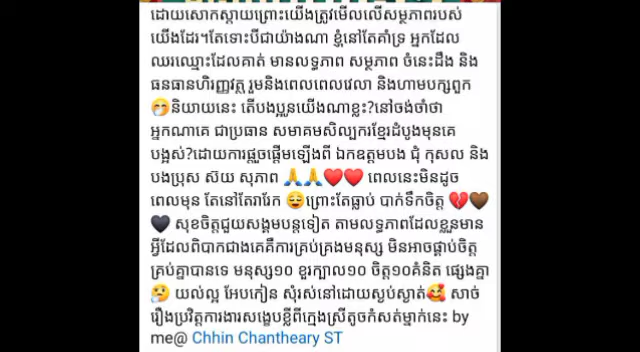 ដោយសោកស្តាយព្រោះយើងត្រូវមើលលើសម្ថភាពរបស់
យើងដែរ។តែទោះបីជាយ៉ាងណា ខ្ញុំនៅតែគាំទ្រ អ្នកដែល
ឈរឈ្មោះដែលគាត់ មានលទ្ធភាព សម្ថភាព ចំនេះដឹង និង
ធនធានហិរញ្ញវត្ថុ រួមនិងពេលពេលវេលា និងហាមបក្សពួក
🤭និយាយនេះ តើបងប្អូនយើងណាខ្លះ?នៅចង់ចាំថា
អ្នកណាគេ ជាប្រធាន សមាគមសិល្បករខ្មែរដំបូងមុនគេ
បង្អស់?ដោយការផ្តួចផ្តើមឡើងពី ឯកឧត្តមបង ជុំ កុសល និង
បងប្រុស ស៊យ សុភាព 🙏🙏❤️❤️ ពេលនេះមិនដូច
ពេលមុន តែនៅតែរារែក 😌ព្រោះតែធ្លាប់ បាក់ទឹកចិត្ត 💔🤎
🖤 សុខចិត្តជួយសង្គមបន្តទៀត តាមលទ្ធភាពដែលខ្លួនមាន
អ្វីដែលពិបាកជាងគេគឺការគ្រប់គ្រងមនុស្ស មិនអាចផ្គាប់ចិត្ត
គ្រប់គ្នាបានទេ មនុស្ស១០ ខួរក្បាល១០ ចិត្ត១០គំនិត ផ្សេងគ្នា
🤔 យល់ល្អ អែបកៀន សុំរស់នៅដោយស្ងប់ស្ងាត់🥰 សាច់
រឿងប្រវិត្តការងារសង្ខេបខ្លីពីក្មេងស្រីតូចកំសត់ម្នាក់នេះ by
me@ Chhin Chantheary ST